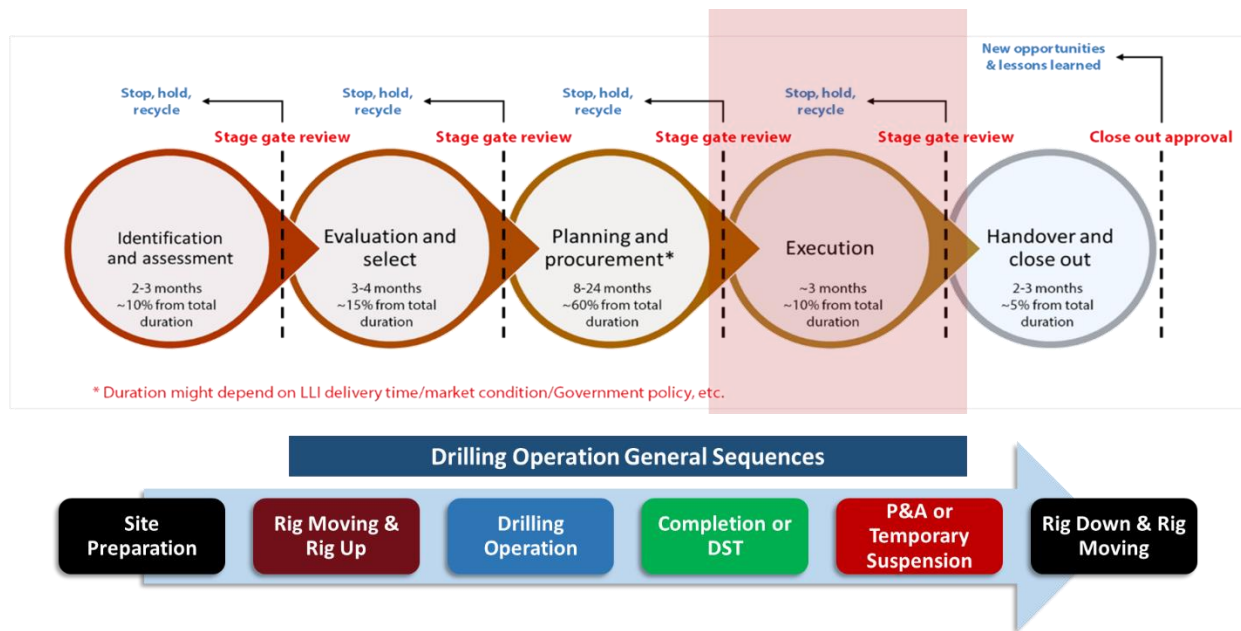 New opportunities
& lessons learned
Stop, hold,
recycle
Stop, hold,
recycle
Stop, hold,
recycle
Stop, hold,
recycle
Stage gate review
Stage gate review
Stage gate review
Stage gate review
Close out approval
Identification
and assessment
2-3 months
~10% from total
duration
Evaluation and
select
3-4 months
~15% from total
duration
Planning and
procurement*
8-24 months
~60% from total
duration
Execution
~3 months
~10% from total
duration
Handover and
close out
2-3 months
~5% from total
duration
* Duration might depend on LLI delivery time/market condition/Government policy, etc.
Drilling Operation General Sequences
Site
Preparation
Rig Moving &
Rig Up
Drilling
Operation
Completion or
DST
P&A or
Temporary
Suspension
Rig Down & Rig
Moving